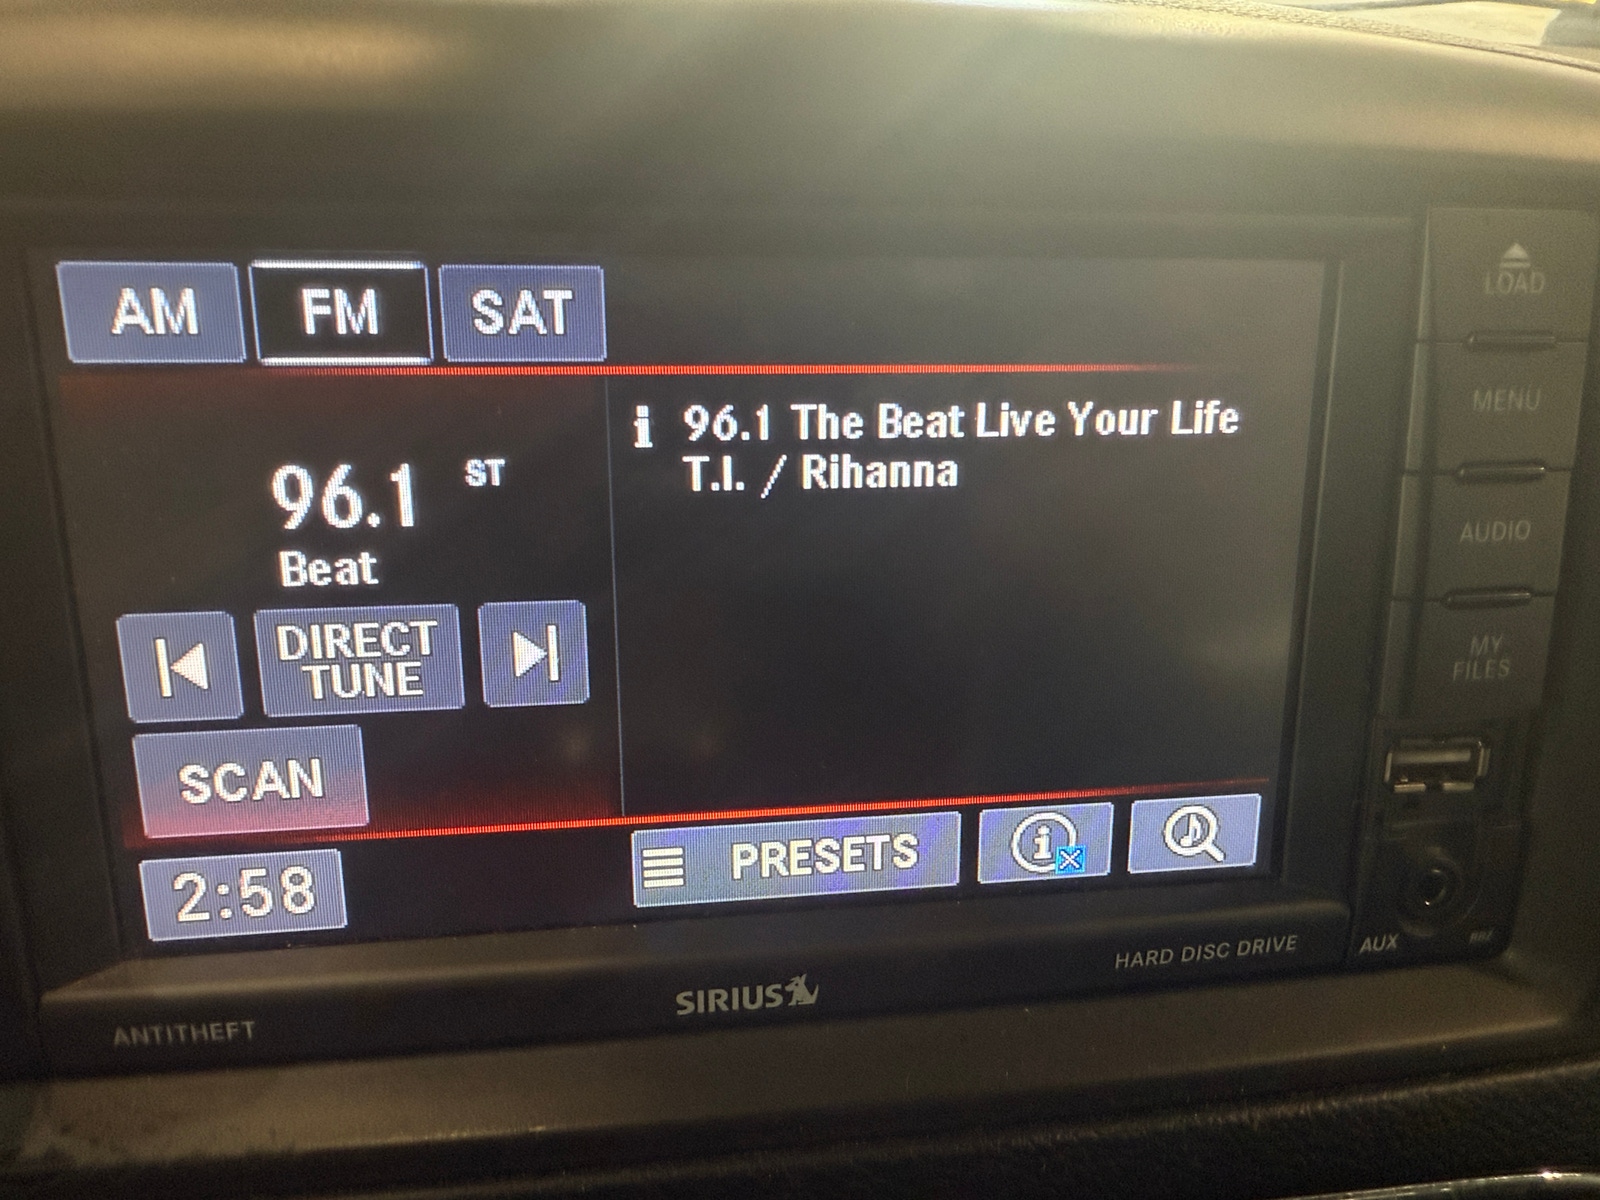 AM FM SAT
LOAD
MENU
AUDIO
MY
FILES
96.1 ST
Beat
i 96.1 The Beat Live Your Life
T.I. / Rihanna
DIRECT
TUNE
SCAN
2:58
PRESETS
i
ANTITHEFT
SIRIUS
HARD DISC DRIVE
AUX